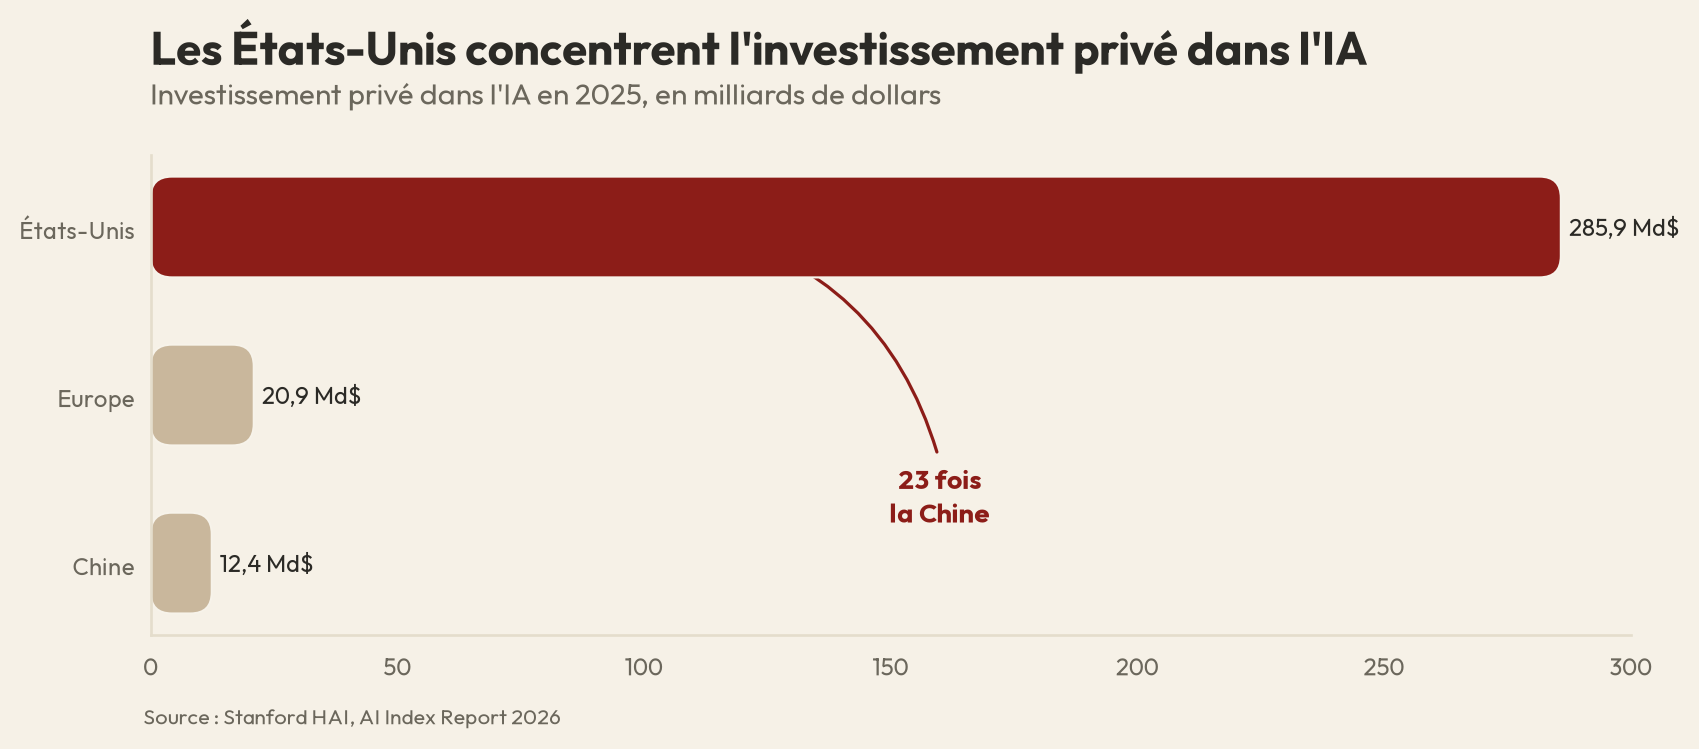 Les États-Unis concentrent l'investissement privé dans l'IA
Investissement privé dans l'IA en 2025, en milliards de dollars
États-Unis
285,9 Md$
Europe
20,9 Md$
23 fois
la Chine
Chine
12,4 Md$
0 50 100 150 200 250 300
Source : Stanford HAI, AI Index Report 2026